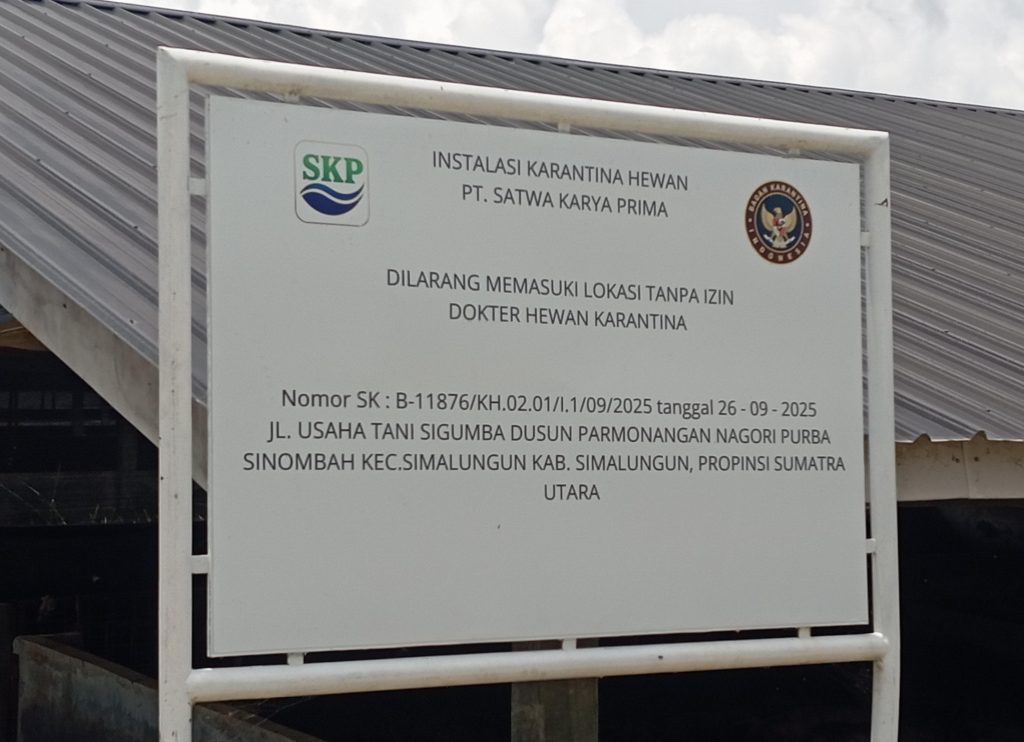 SKP
INSTALASI KARANTINA HEWAN
PT. SATWA KARYA PRIMA
BADAN KARANTINA
INDONESIA
DILARANG MEMASUKI LOKASI TANPA IZIN
DOKTER HEWAN KARANTINA
Nomor SK : B-11876/KH.02.01/I.1/09/2025 tanggal 26 - 09 - 2025
JL. USAHA TANI SIGUMBA DUSUN PARMONANGAN NAGORI PURBA
SINOMBAH KEC.SIMALUNGUN KAB. SIMALUNGUN, PROPINSI SUMATRA
UTARA